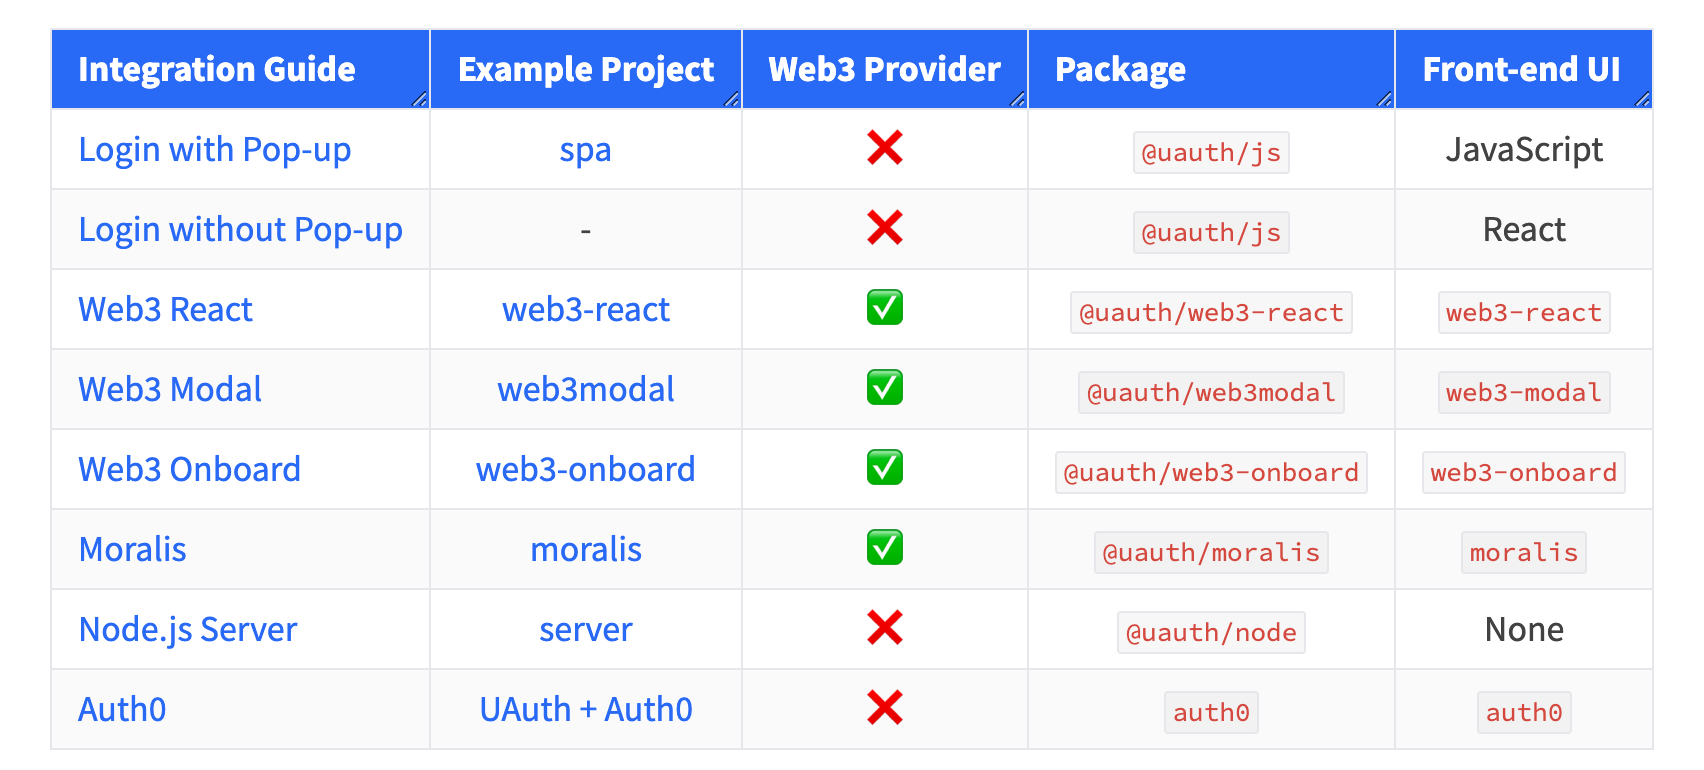 Integration Guide Example Project Web3 Provider Package Front-end UI
Login with Pop-up spa ❌ @uauth/js JavaScript
Login without Pop-up - ❌ @uauth/js React
Web3 React web3-react ✅ @uauth/web3-react web3-react
Web3 Modal web3modal ✅ @uauth/web3modal web3-modal
Web3 Onboard web3-onboard ✅ @uauth/web3-onboard web3-onboard
Moralis moralis ✅ @uauth/moralis moralis
Node.js Server server ❌ @uauth/node None
Auth0 UAuth + Auth0 ❌ auth0 auth0